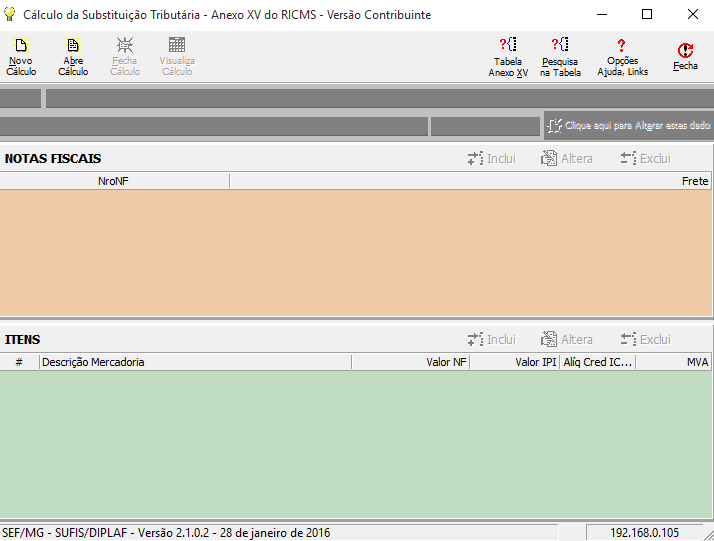 Cálculo da Substituição Tributária - Anexo XV do RICMS - Versão Contribuinte
Novo Cálculo
Abre Cálculo
Fecha Cálculo
Visualiza Cálculo
Tabela Anexo XV
Pesquisa na Tabela
Opções Ajuda, Links
Fecha
Clique aqui para Alterar estes dado
NOTAS FISCAIS
Inclui
Altera
Exclui
NroNF
Frete
ITENS
Inclui
Altera
Exclui
#
Descrição Mercadoria
Valor NF
Valor IPI
Alíq Cred IC...
MVA
SEF/MG - SUFIS/DIPLAF - Versão 2.1.0.2 - 28 de janeiro de 2016
192.168.0.105